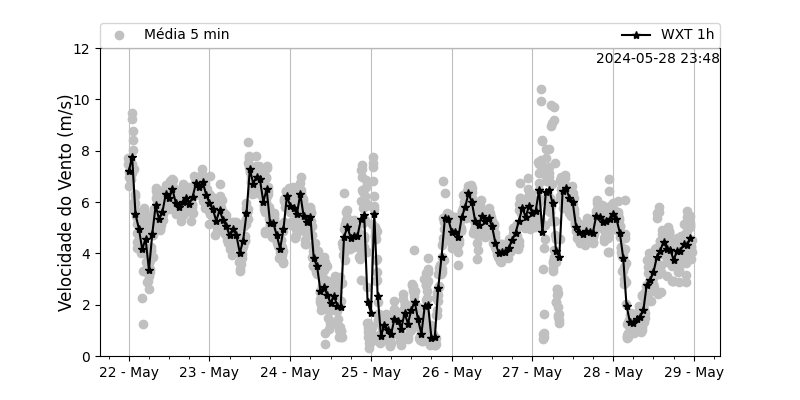 Média 5 min
WXT 1h
2024-05-28 23:48
Velocidade do Vento (m/s)
12
10
8
6
4
2
0
22 - May
23 - May
24 - May
25 - May
26 - May
27 - May
28 - May
29 - May